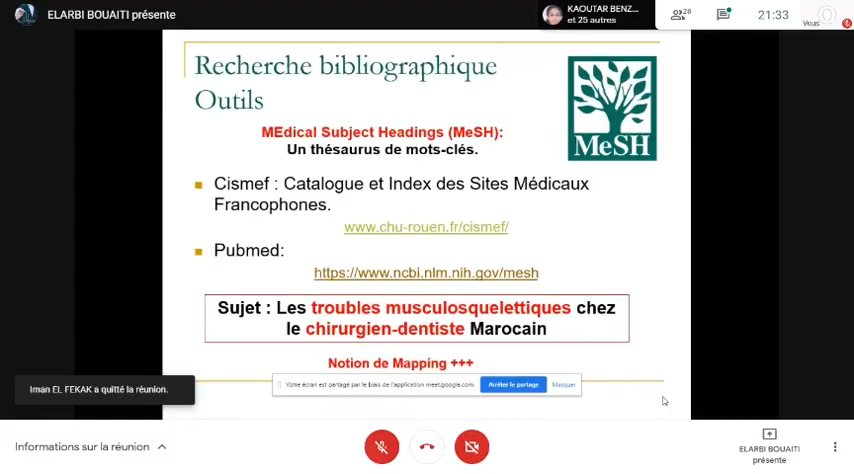 ELARBI BOUAITI présente
KAOUTAR BENZ...
et 25 autres
28
21:33
Vous
Recherche bibliographique
Outils
MeSH
MEdical Subject Headings (MeSH):
Un thésaurus de mots-clés.
Cismef : Catalogue et Index des Sites Médicaux
Francophones.
www.chu-rouen.fr/cismef/
Pubmed:
https://www.ncbi.nlm.nih.gov/mesh
Sujet : Les troubles musculosquelettiques chez
le chirurgien-dentiste Marocain
Notion de Mapping +++
Iman EL FEKAK a quitté la réunion.
Votre écran est partagé par le biais de l'application meet.google.com.
Arrêter le partage
Masquer
Informations sur la réunion
ELARBI BOUAITI
présente